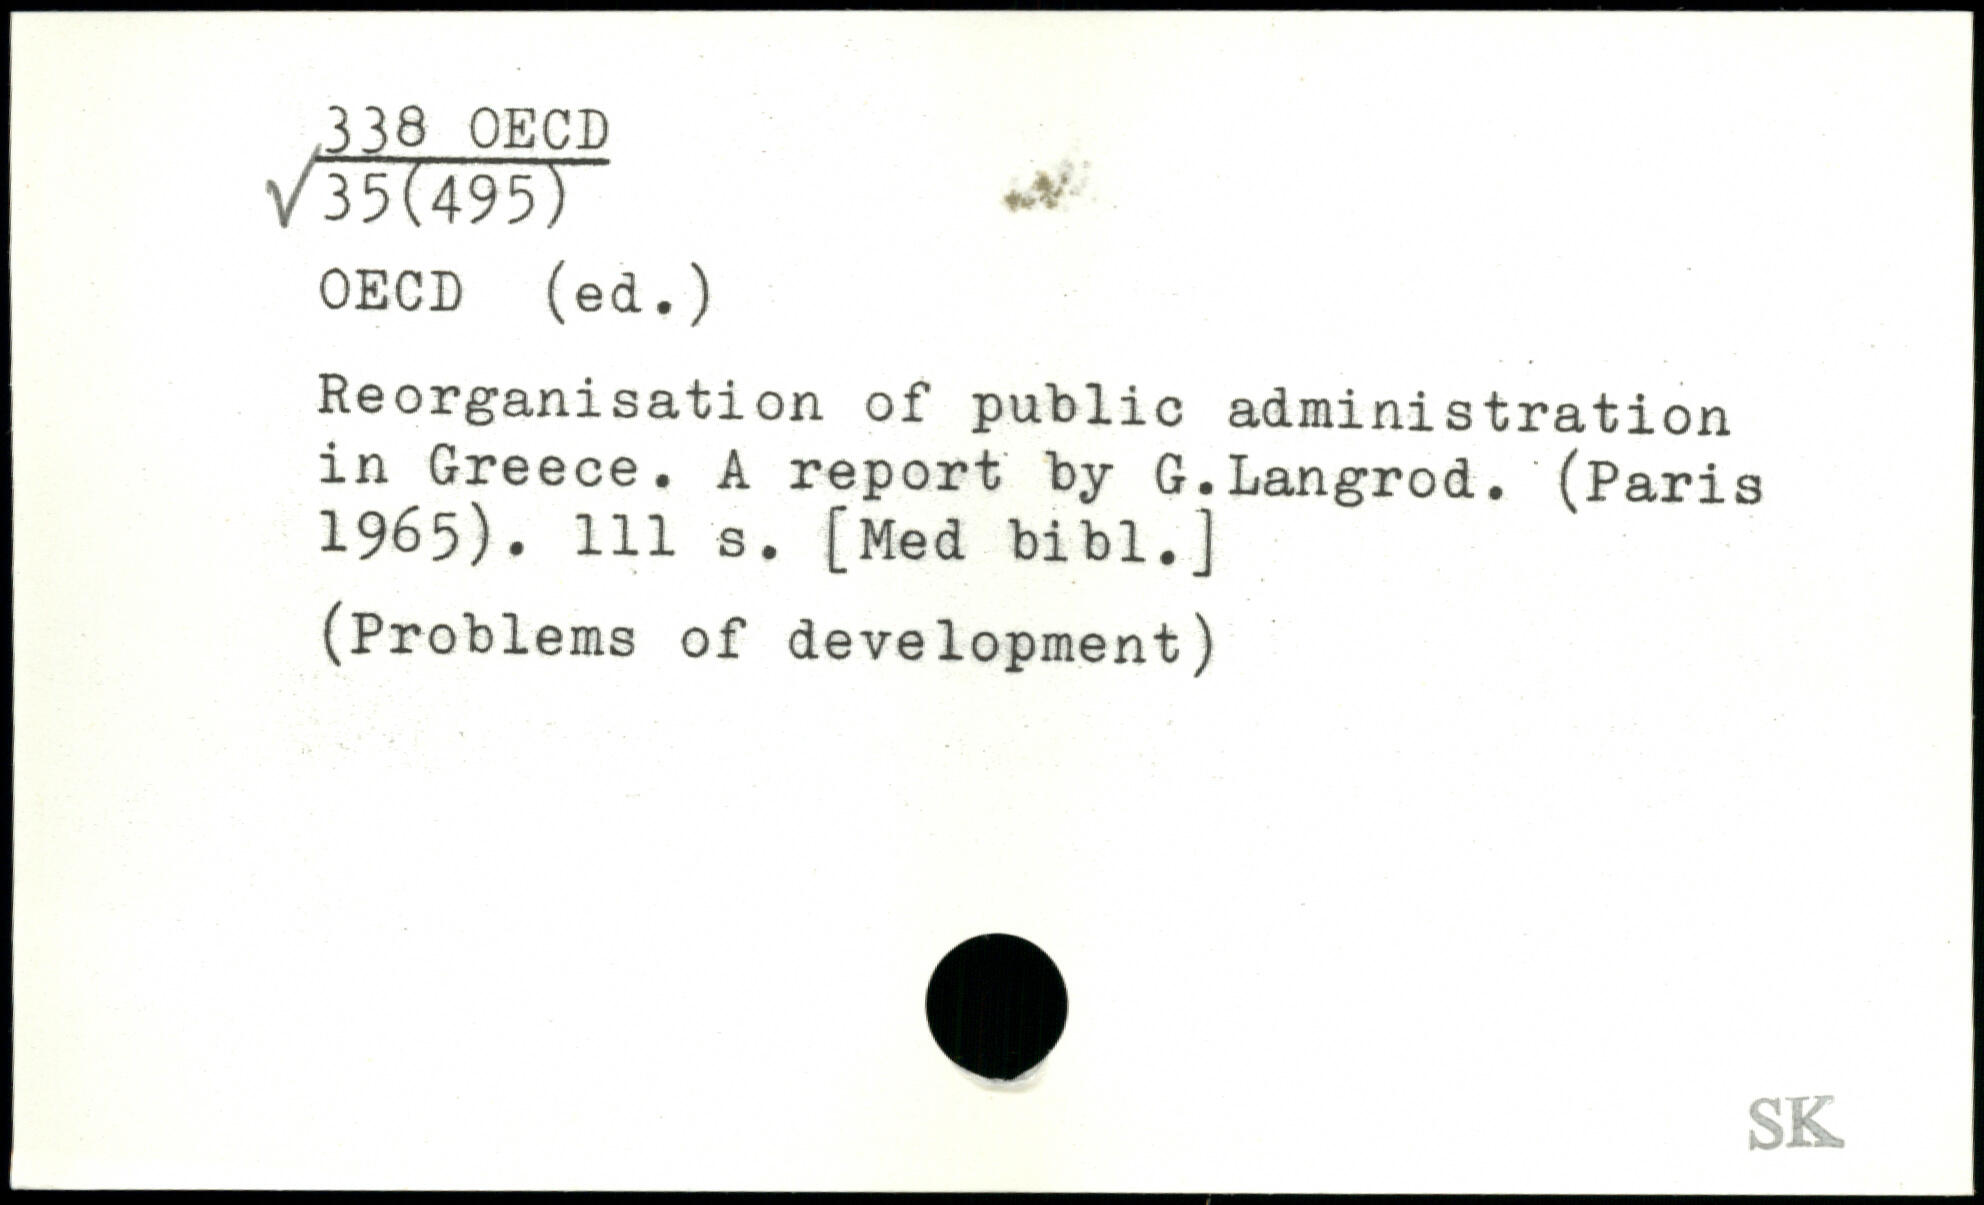 338 OECD
√35(495)
OECD (ed.)
Reorganisation of public administration
in Greece. A report by G.Langrod. (Paris
1965). 111 s. [Med bibl.]
(Problems of development)
SK